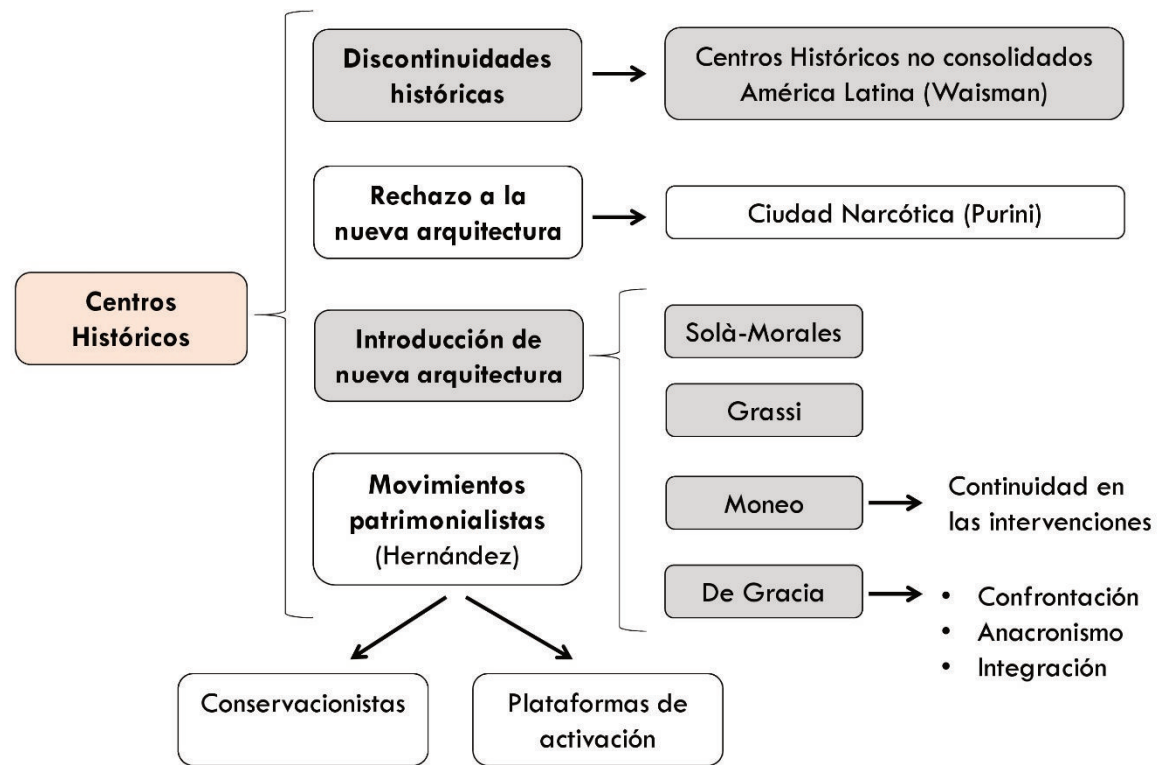 Centros
Históricos
Discontinuidades
históricas
Centros Históricos no consolidados
América Latina (Waisman)
Rechazo a la
nueva arquitectura
Ciudad Narcótica (Purini)
Introducción de
nueva arquitectura
Solà-Morales
Grassi
Moneo
Continuidad en
las intervenciones
De Gracia
• Confrontación
• Anacronismo
• Integración
Movimientos
patrimonialistas
(Hernández)
Conservacionistas
Plataformas de
activación